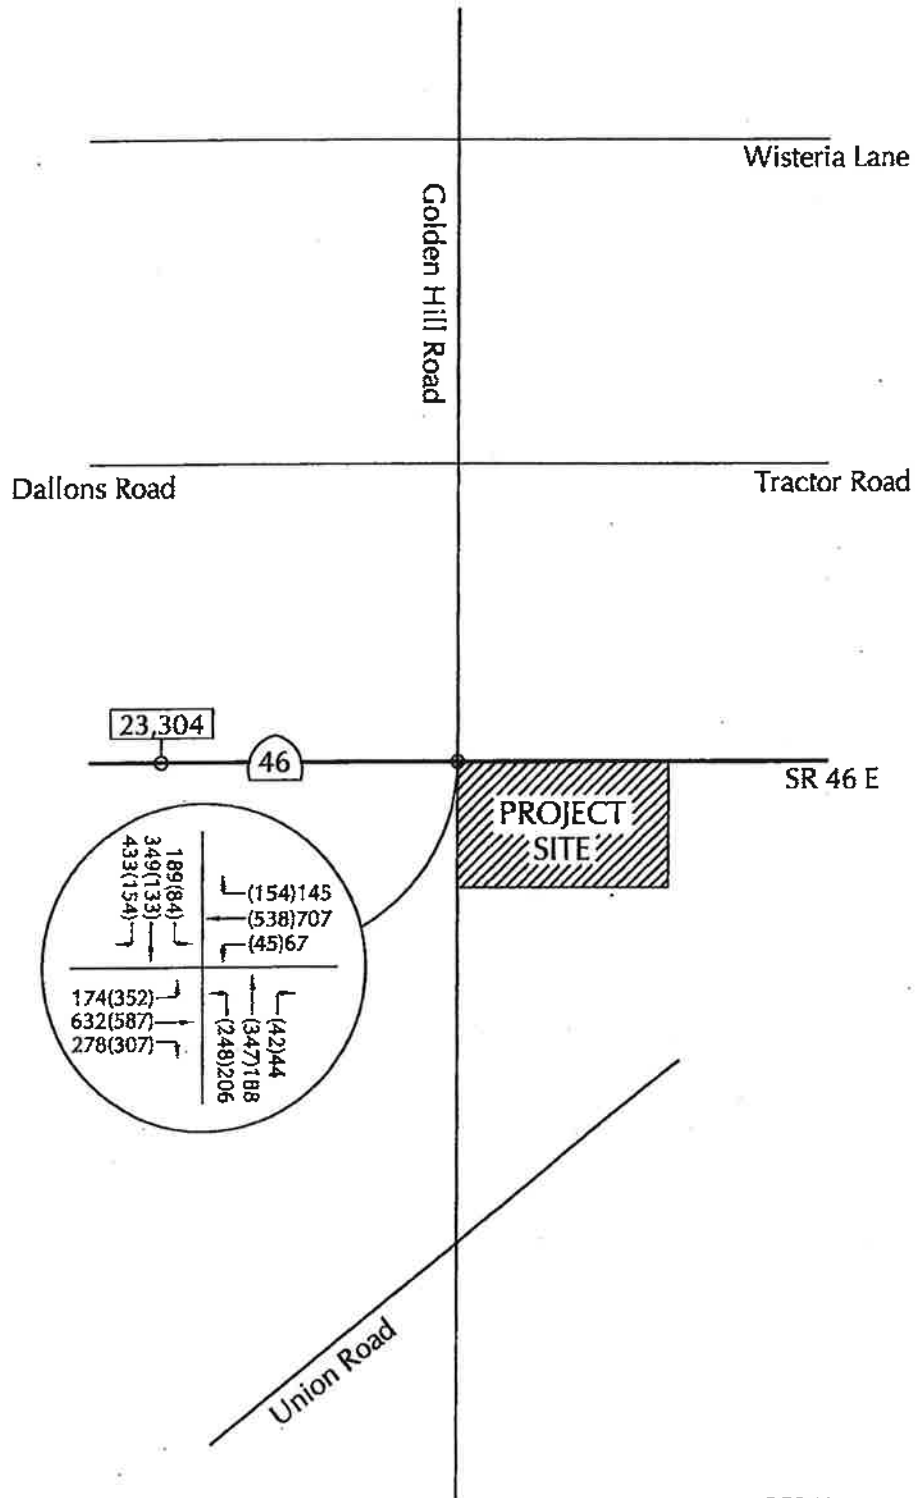 Wisteria Lane
Golden Hill Road
Dallons Road
Tractor Road
23,304
46
SR 46 E
PROJECT
SITE
189(84)
349(133)
433(154)
(154)145
(538)707
(45)67
174(352)
632(587)
278(307)
(248)206
(347)188
(42)44
Union Road